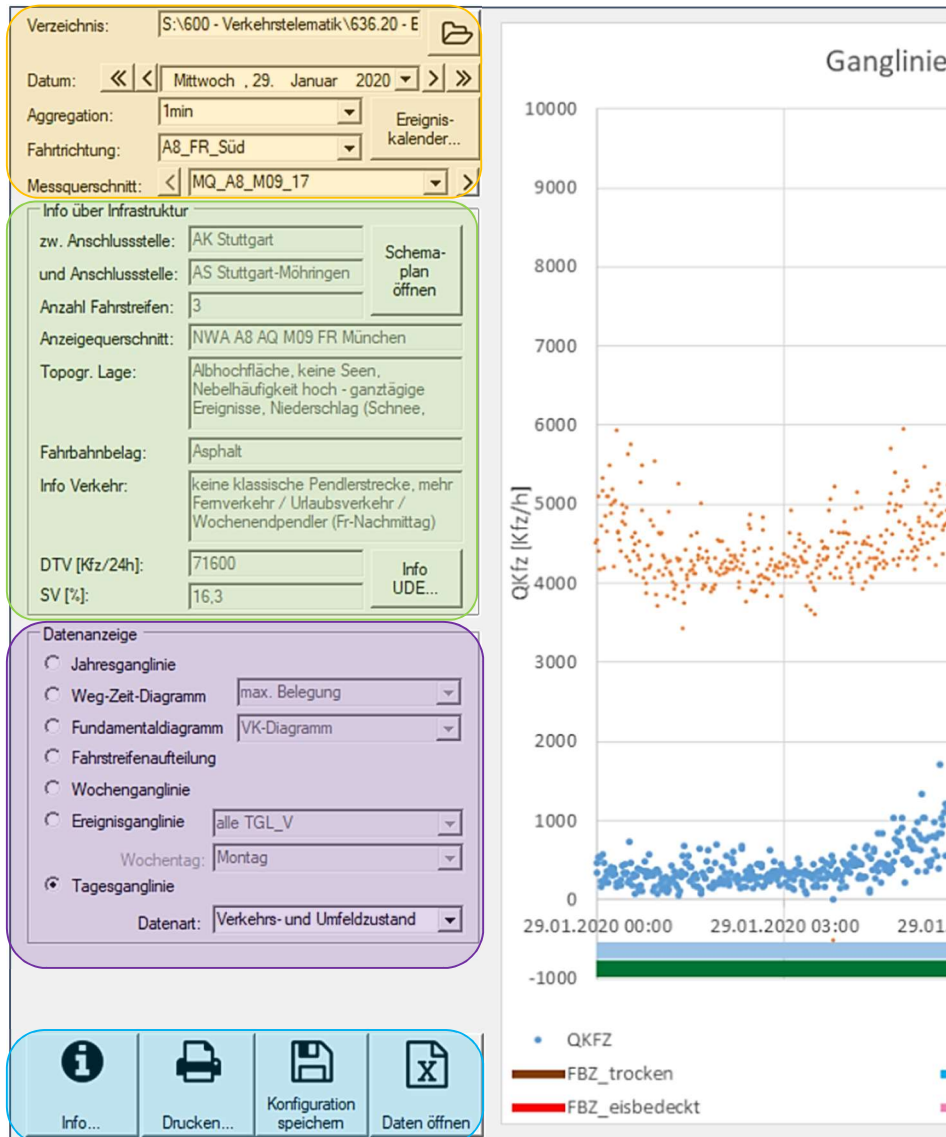 Verzeichnis: S:\600 - Verkehrstelematik\636.20 - E
Datum: Mittwoch , 29. Januar 2020
Aggregation: 1min
Ereignis-
kalender...
Fahrtrichtung: A8_FR_Süd
Messquerschnitt: MQ_A8_M09_17
Info über Infrastruktur
zw. Anschlussstelle: AK Stuttgart
und Anschlussstelle: AS Stuttgart-Möhringen
Schema-
plan
öffnen
Anzahl Fahrstreifen: 3
Anzeigequerschnitt: NWA A8 AQ M09 FR München
Topogr. Lage: Albhochfläche, keine Seen,
Nebelhäufigkeit hoch - ganztägige
Ereignisse, Niederschlag (Schnee,
Fahrbahnbelag: Asphalt
Info Verkehr: keine klassische Pendlerstrecke, mehr
Fernverkehr / Urlaubsverkehr /
Wochenendpendler (Fr-Nachmittag)
DTV [Kfz/24h]: 71600
SV [%]: 16,3
Info
UDE...
Datenanzeige
Jahresganglinie
Weg-Zeit-Diagramm max. Belegung
Fundamentaldiagramm VK-Diagramm
Fahrstreifenaufteilung
Wochenganglinie
Ereignisganglinie alle TGL_V
Wochentag: Montag
Tagesganglinie
Datenart: Verkehrs- und Umfeldzustand
Info...
Drucken...
Konfiguration
speichern
Daten öffnen
Ganglinie
QKfz [Kfz/h]
10000
9000
8000
7000
6000
5000
4000
3000
2000
1000
0
-1000
29.01.2020 00:00 29.01.2020 03:00 29.01.
QKFZ
FBZ_trocken
FBZ_eisbedeckt